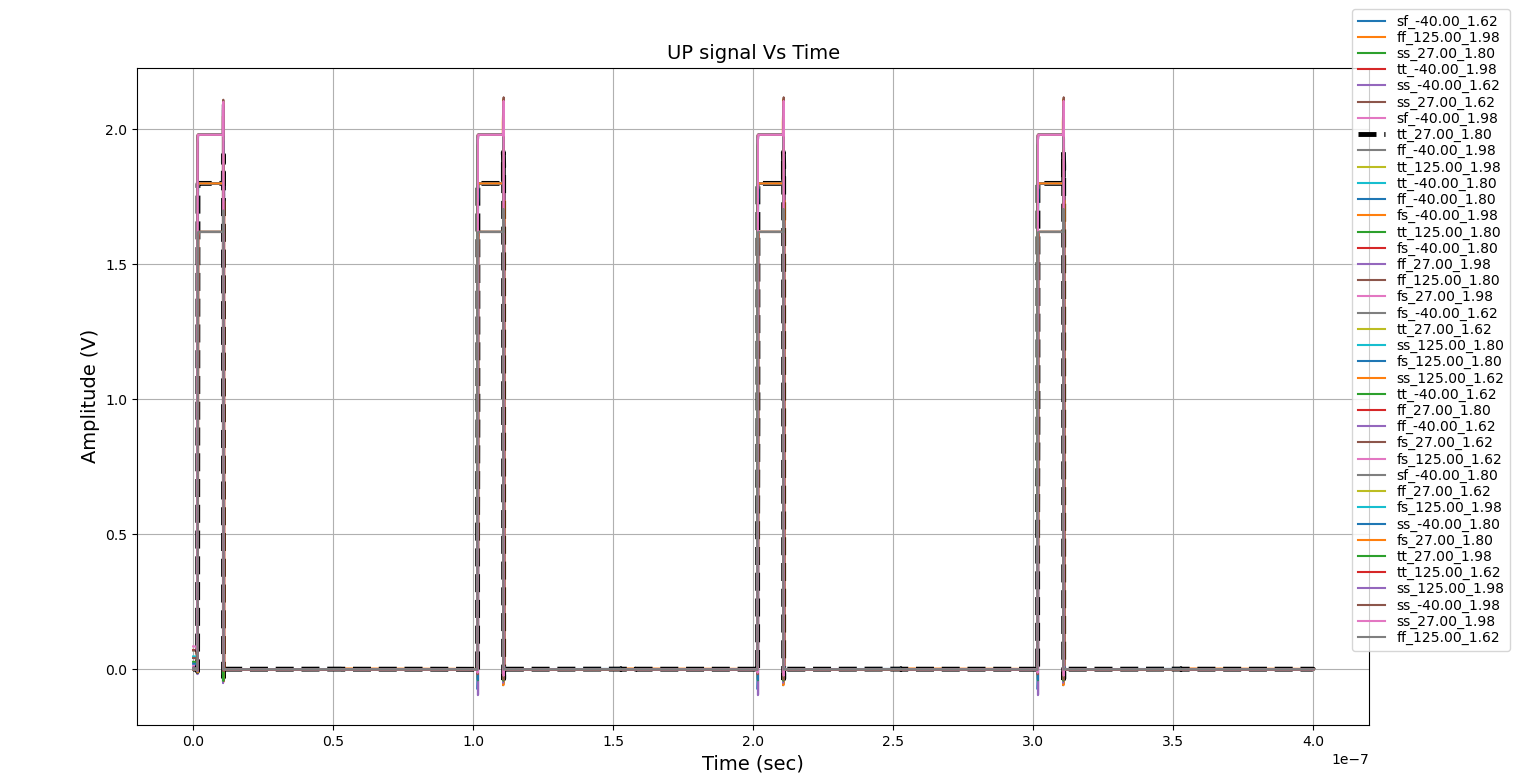 UP signal Vs Time
Amplitude (V)
2.0
1.5
1.0
0.5
0.0
0.0 0.5 1.0 1.5 2.0 2.5 3.0 3.5 4.0
1e-7
Time (sec)
sf_-40.00_1.62
ff_125.00_1.98
ss_27.00_1.80
tt_-40.00_1.98
ss_-40.00_1.62
ss_27.00_1.62
sf_-40.00_1.98
tt_27.00_1.80
ff_-40.00_1.98
tt_125.00_1.98
tt_-40.00_1.80
ff_-40.00_1.80
fs_-40.00_1.98
tt_125.00_1.80
fs_-40.00_1.80
ff_27.00_1.98
ff_125.00_1.80
fs_27.00_1.98
fs_-40.00_1.62
tt_27.00_1.62
ss_125.00_1.80
fs_125.00_1.80
ss_125.00_1.62
tt_-40.00_1.62
ff_27.00_1.80
ff_-40.00_1.62
fs_27.00_1.62
fs_125.00_1.62
sf_-40.00_1.80
ff_27.00_1.62
fs_125.00_1.98
ss_-40.00_1.80
fs_27.00_1.80
tt_27.00_1.98
tt_125.00_1.62
ss_125.00_1.98
ss_-40.00_1.98
ss_27.00_1.98
ff_125.00_1.62